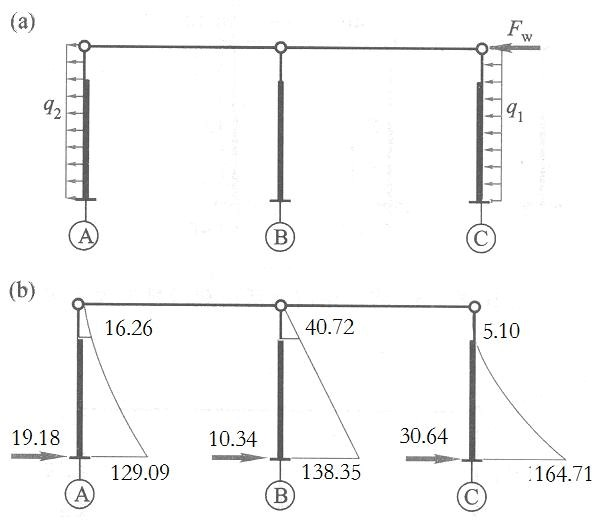 (a)
F_w
q_2
q_1
A
B
C
(b)
16.26
40.72
5.10
19.18
10.34
30.64
129.09
138.35
164.71
A
B
C